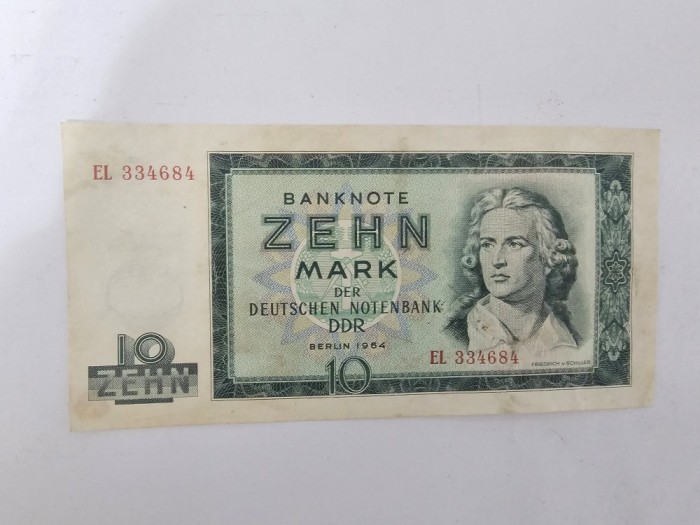 EL 334684
BANKNOTE
ZEHN
MARK
DER
DEUTSCHEN NOTENBANK
DDR
BERLIN 1964
10
EL 334684
FRIEDRICH v. SCHILLER
10
ZEHN